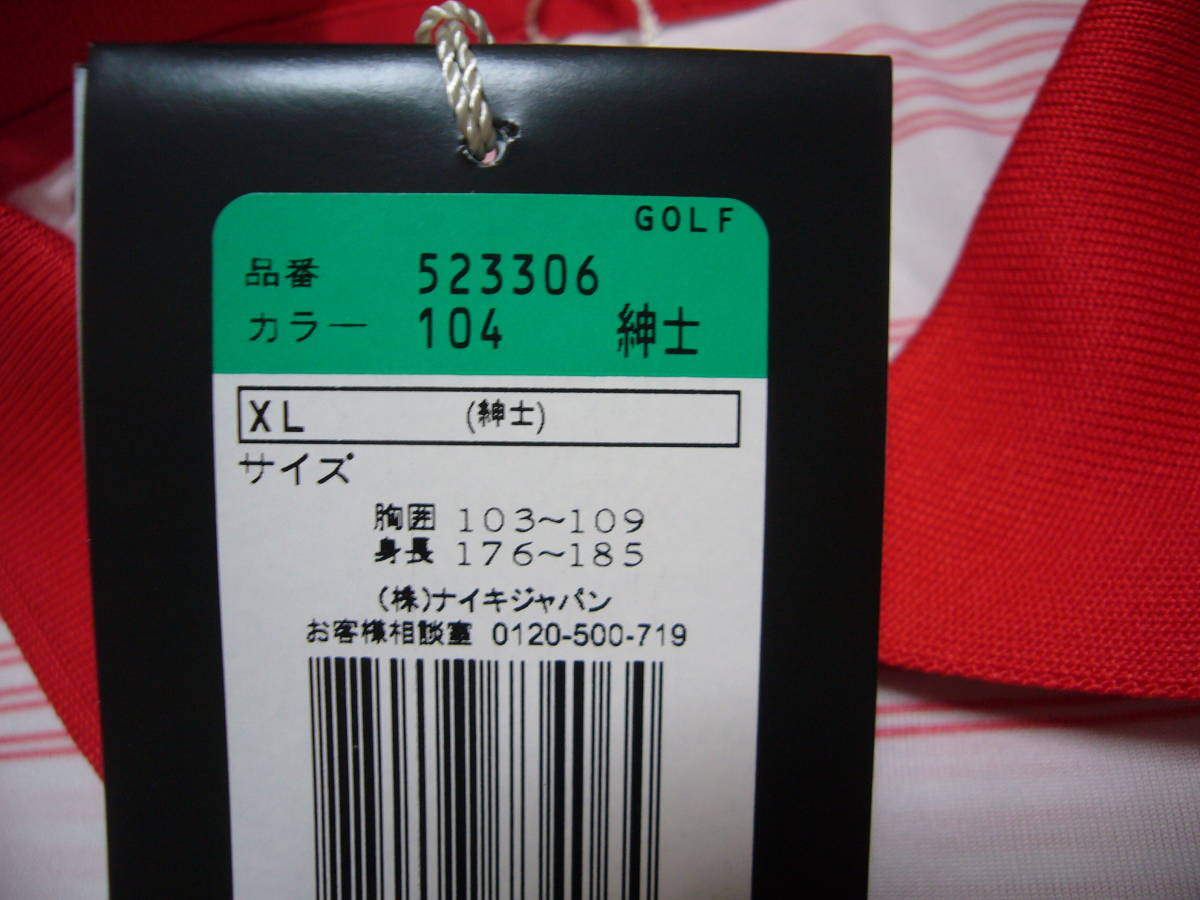 GOLF
品番 523306
カラー 104 紳士
XL (紳士)
サイズ
胸囲 103～109
身長 176～185
(株)ナイキジャパン
お客様相談室 0120-500-719